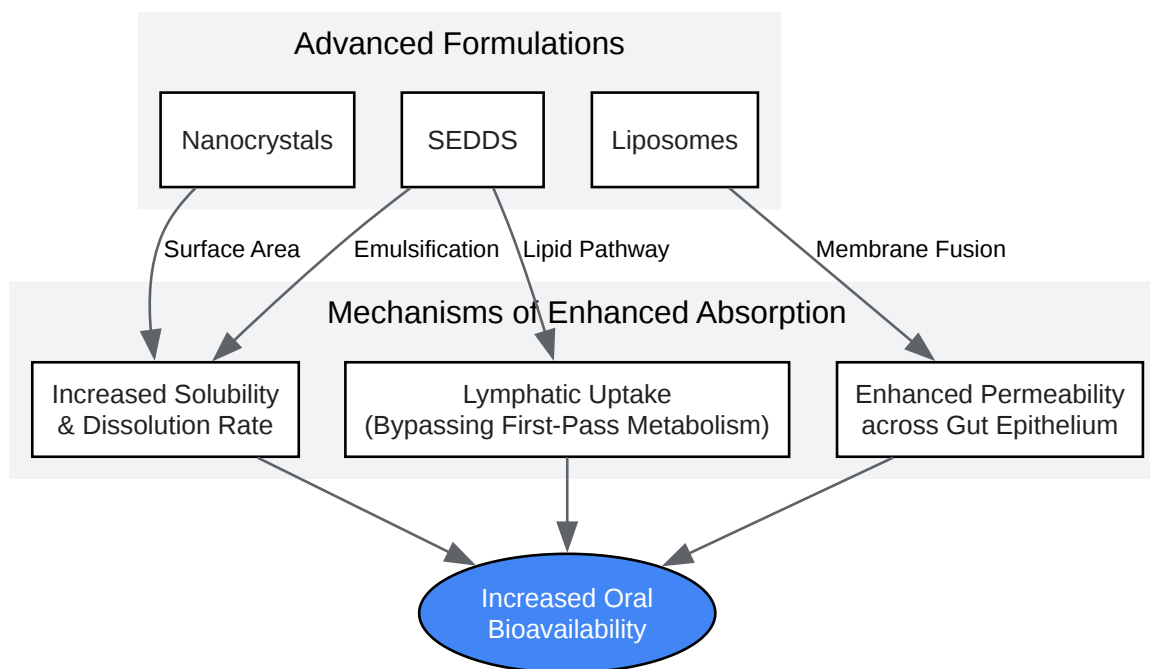 Advanced Formulations
Nanocrystals
SEDDS
Liposomes
Surface Area
Emulsification
Lipid Pathway
Membrane Fusion
Mechanisms of Enhanced Absorption
Increased Solubility
& Dissolution Rate
Lymphatic Uptake
(Bypassing First-Pass Metabolism)
Enhanced Permeability
across Gut Epithelium
Increased Oral
Bioavailability